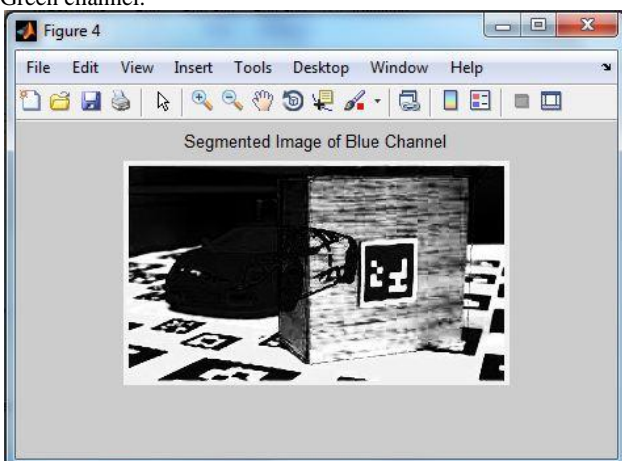 Green channel.
Figure 4
File Edit View Insert Tools Desktop Window Help
Segmented Image of Blue Channel